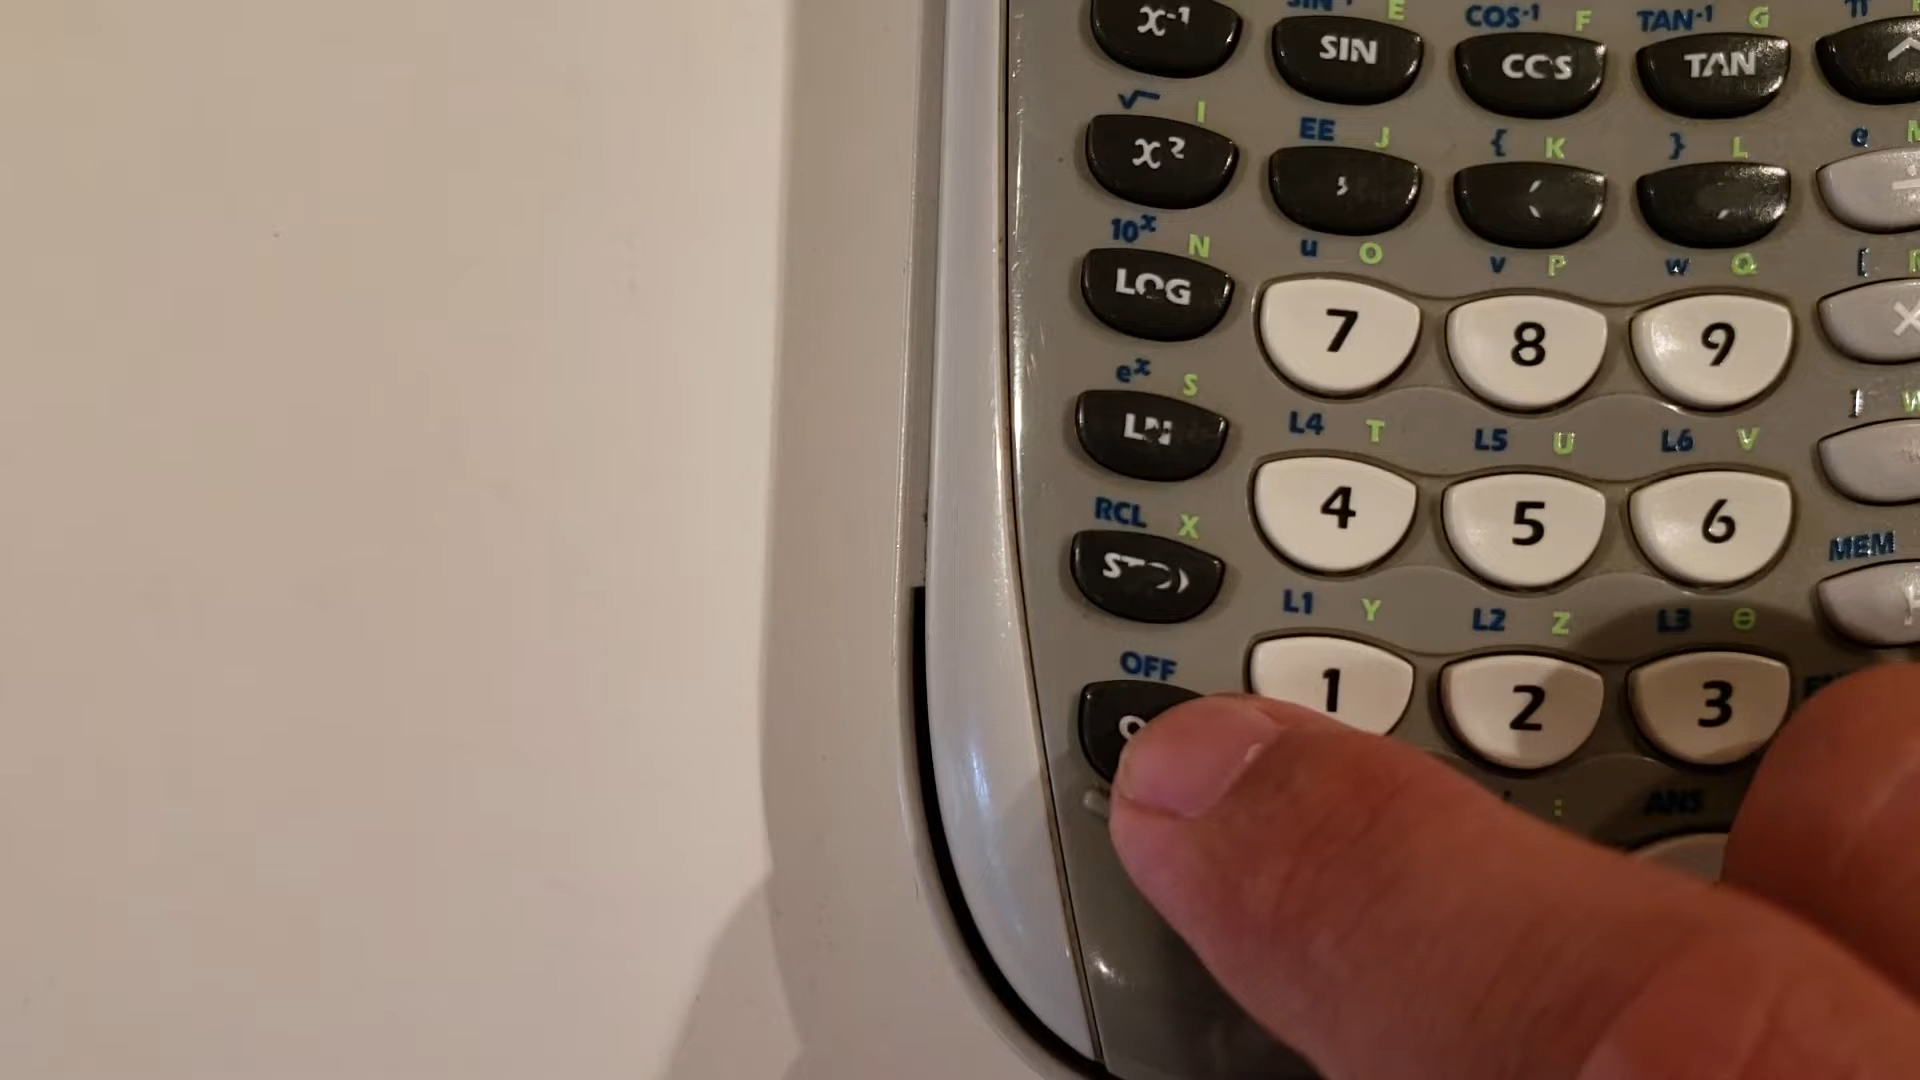 SIN⁻¹ E COS⁻¹ F TAN⁻¹ G π
x⁻¹ SIN COS TAN ^
√ I EE J { K } L e M
x² , ( ÷
10ˣ N u O v P w Q [ R
LOG 7 8 9 ×
eˣ S L4 T L5 U L6 V ] W
LN 4 5 6
RCL X L1 Y L2 Z L3 θ MEM
STO 1 2 3
OFF
: ANS